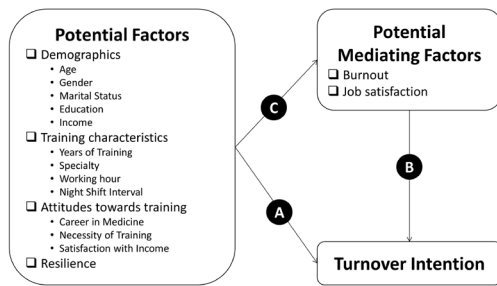 Potential Factors
❑ Demographics
• Age
• Gender
• Marital Status
• Education
• Income
❑ Training characteristics
• Years of Training
• Specialty
• Working hour
• Night Shift Interval
❑ Attitudes towards training
• Career in Medicine
• Necessity of Training
• Satisfaction with Income
❑ Resilience
C
A
Potential
Mediating Factors
❑ Burnout
❑ Job satisfaction
B
Turnover Intention